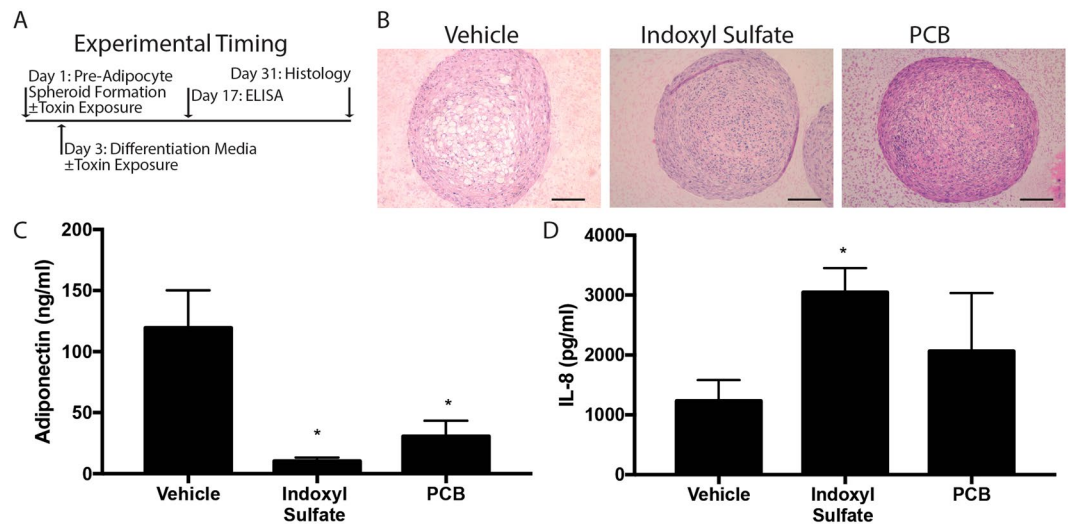 A
Experimental Timing
Day 1: Pre-Adipocyte
Spheroid Formation
±Toxin Exposure
Day 31: Histology
Day 17: ELISA
Day 3: Differentiation Media
±Toxin Exposure
B
Vehicle
Indoxyl Sulfate
PCB
C
Adiponectin (ng/ml)
200
150
100
50
0
*
*
Vehicle
Indoxyl
Sulfate
PCB
D
IL-8 (pg/ml)
4000
3000
2000
1000
0
*
Vehicle
Indoxyl
Sulfate
PCB